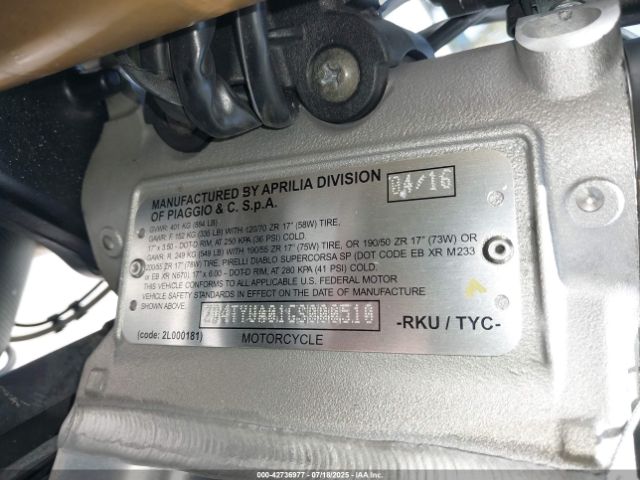 MANUFACTURED BY APRILIA DIVISION
OF PIAGGIO & C. S.p.A.
04/16
GVWR: 401 KG (884 LB)
GAWR: F. 152 KG (335 LB) WITH 120/70 ZR 17" (58W) TIRE,
17" x 3.50 - DOT-D RIM, AT 250 KPA (36 PSI) COLD.
GAWR: R. 249 KG (549 LB) WITH 190/55 ZR 17" (75W) TIRE, OR 190/50 ZR 17" (73W) OR
200/55 ZR 17" (78W) TIRE, PIRELLI DIABLO SUPERCORSA SP (DOT CODE EB XR M233
or EB XR N670) 17" x 6.00 - DOT-D RIM, AT 280 KPA (41 PSI) COLD.
THIS VEHICLE CONFORMS TO ALL APPLICABLE U.S. FEDERAL MOTOR
VEHICLE SAFETY STANDARDS IN EFFECT ON THE DATE OF MANUFACTURE
SHOWN ABOVE.
ZD4TYUA01GS000510
-RKU / TYC-
(code: 2L000181)
MOTORCYCLE
000-42736977 - 07/18/2025 - COPYRIGHT IAA, LLC.